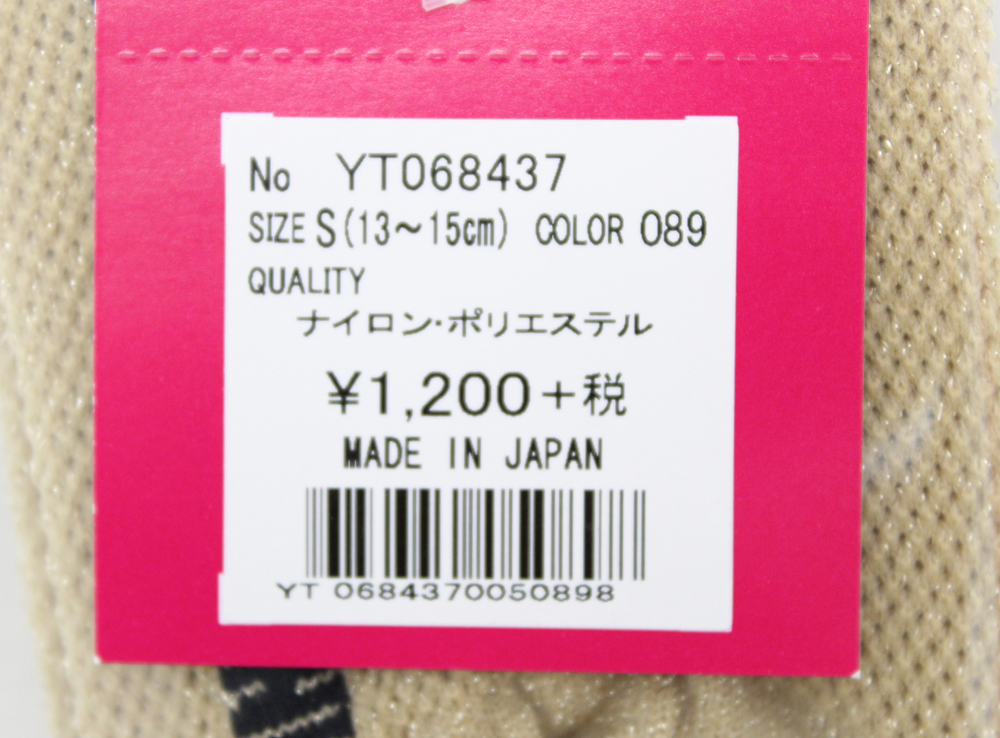 No YT068437
SIZE S(13～15cm) COLOR 089
QUALITY
ナイロン・ポリエステル
¥1,200+税
MADE IN JAPAN
YT 0684370050898